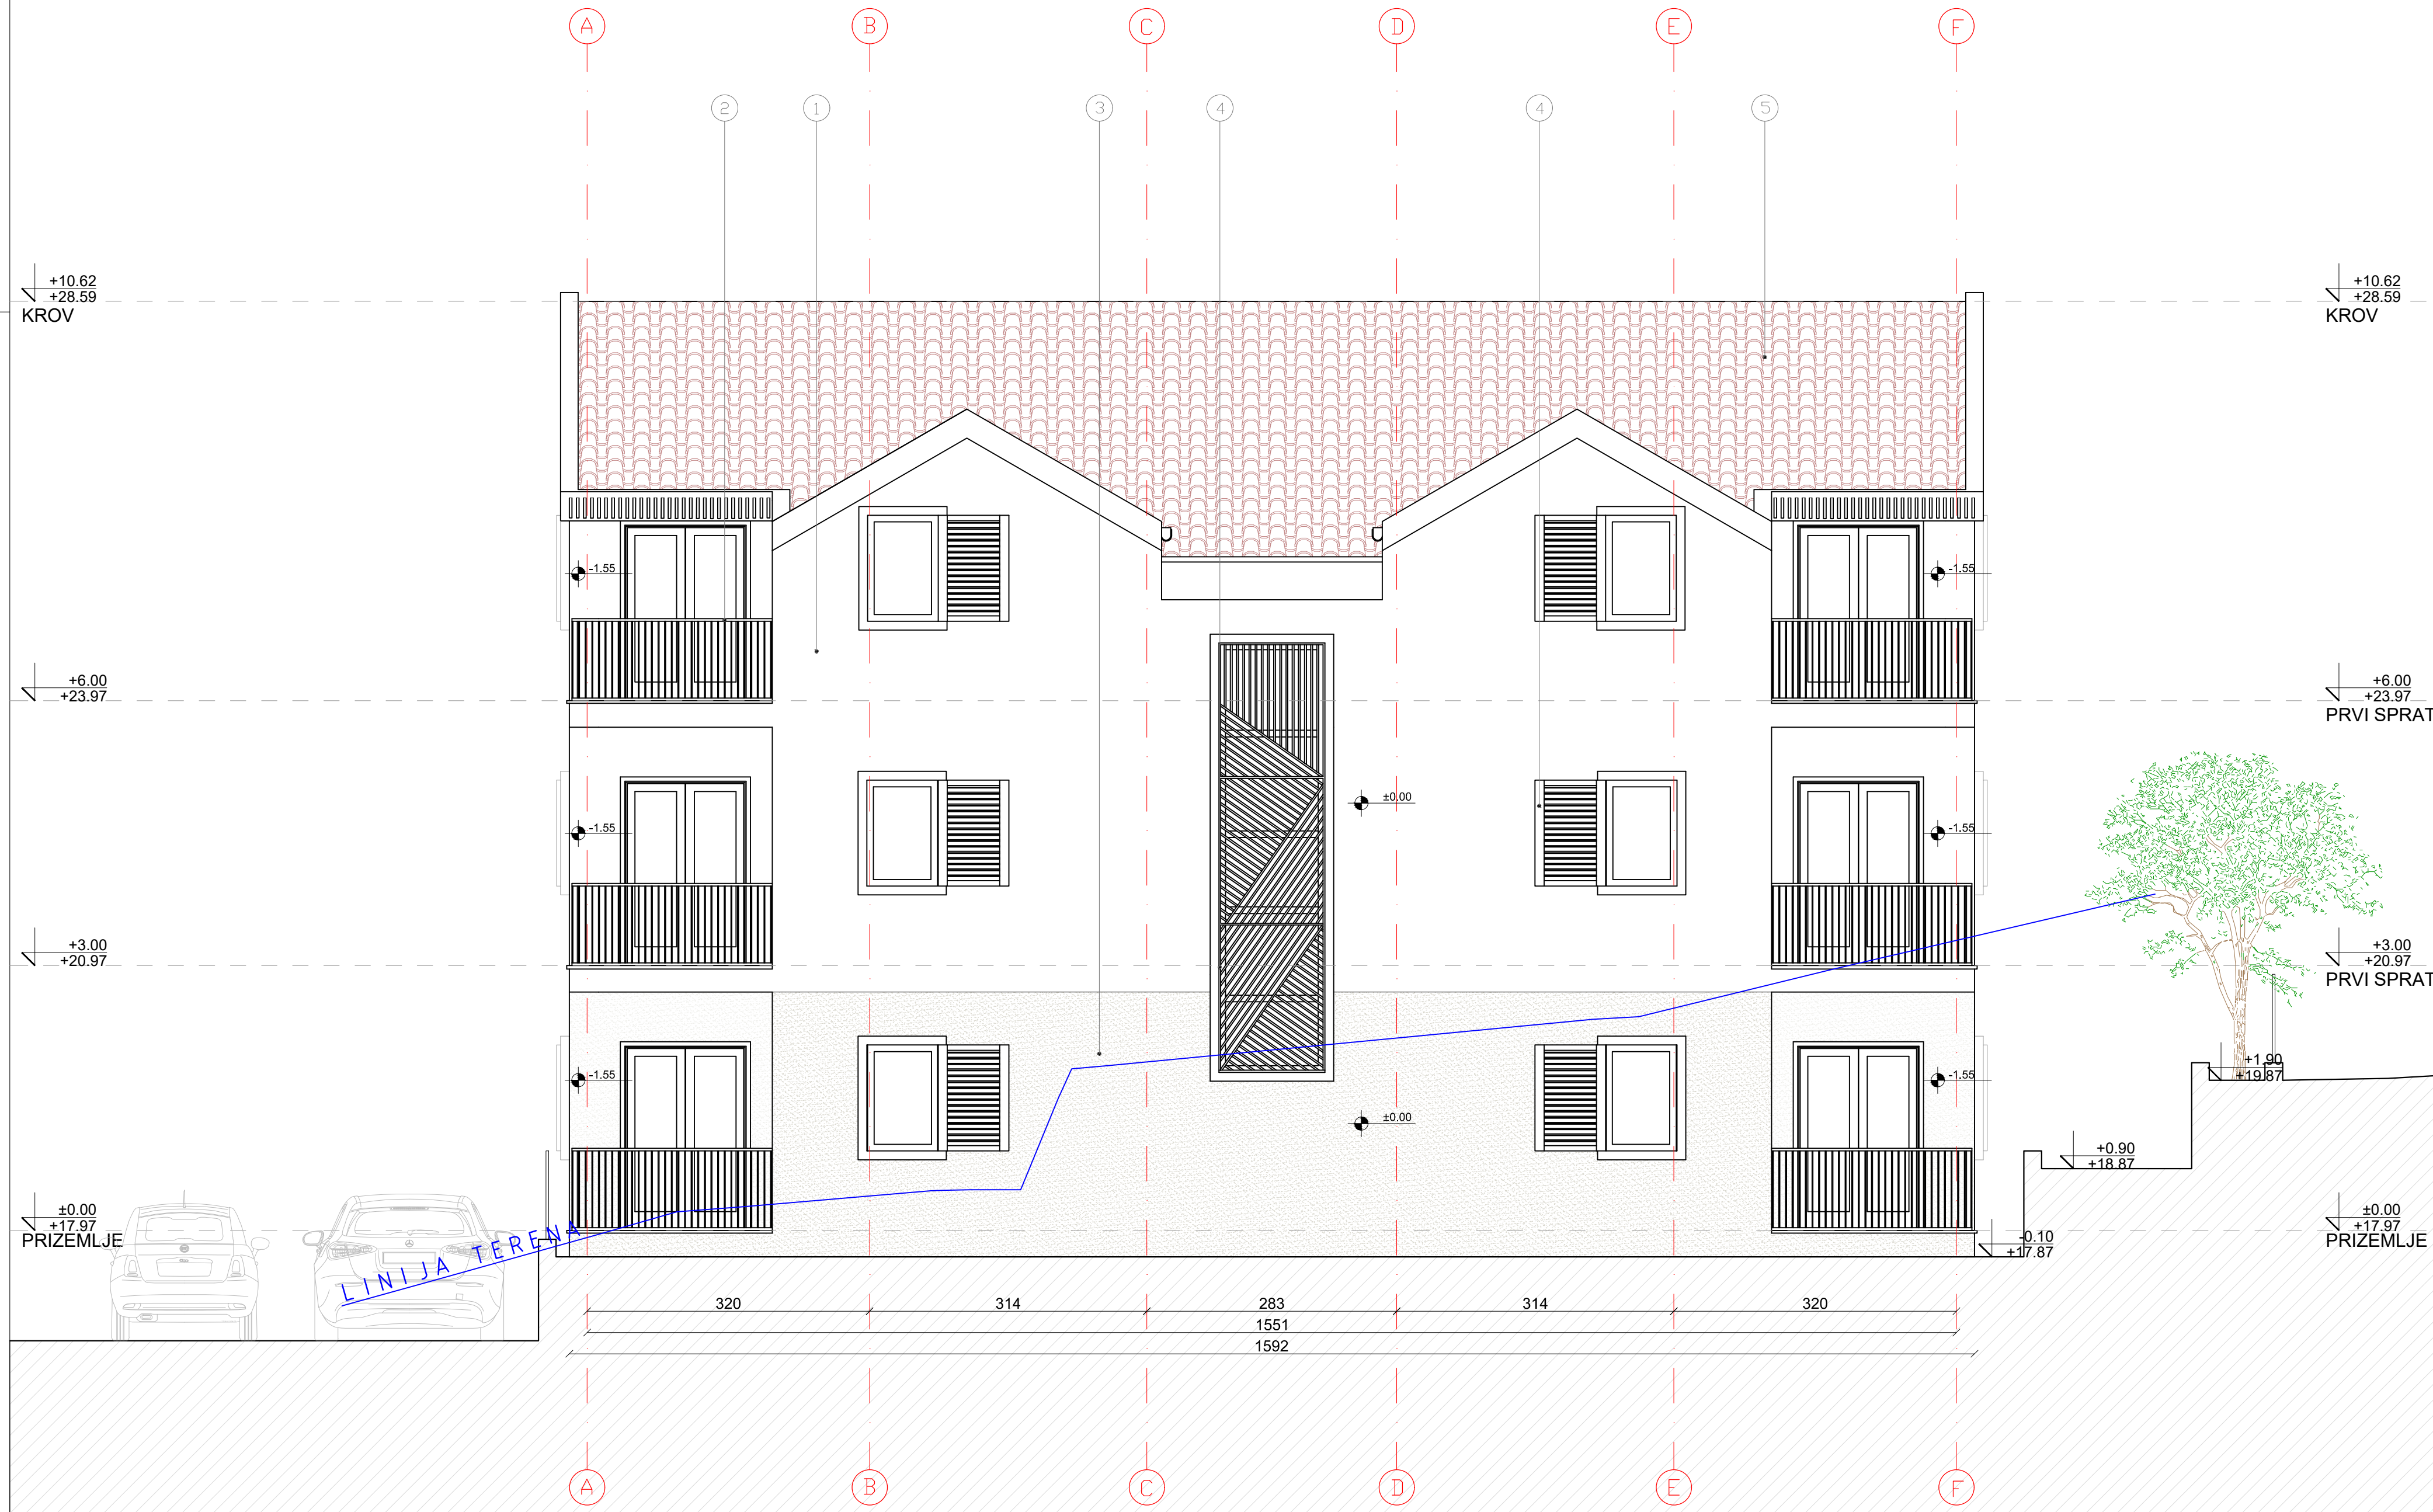 A B C D E F
2 1 3 4 4 5
+10.62
+28.59
KROV
+10.62
+28.59
KROV
-1.55
-1.55
+6.00
+23.97
+6.00
+23.97
PRVI SPRAT
±0.00
-1.55
-1.55
+3.00
+20.97
+3.00
+20.97
PRVI SPRAT
-1.55
-1.55
+1.90
+19.87
±0.00
+0.90
+18.87
±0.00
+17.97
PRIZEMLJE
±0.00
+17.97
PRIZEMLJE
-0.10
+17.87
LINIJA TERENA
320 314 283 314 320
1551
1592
A B C D E F